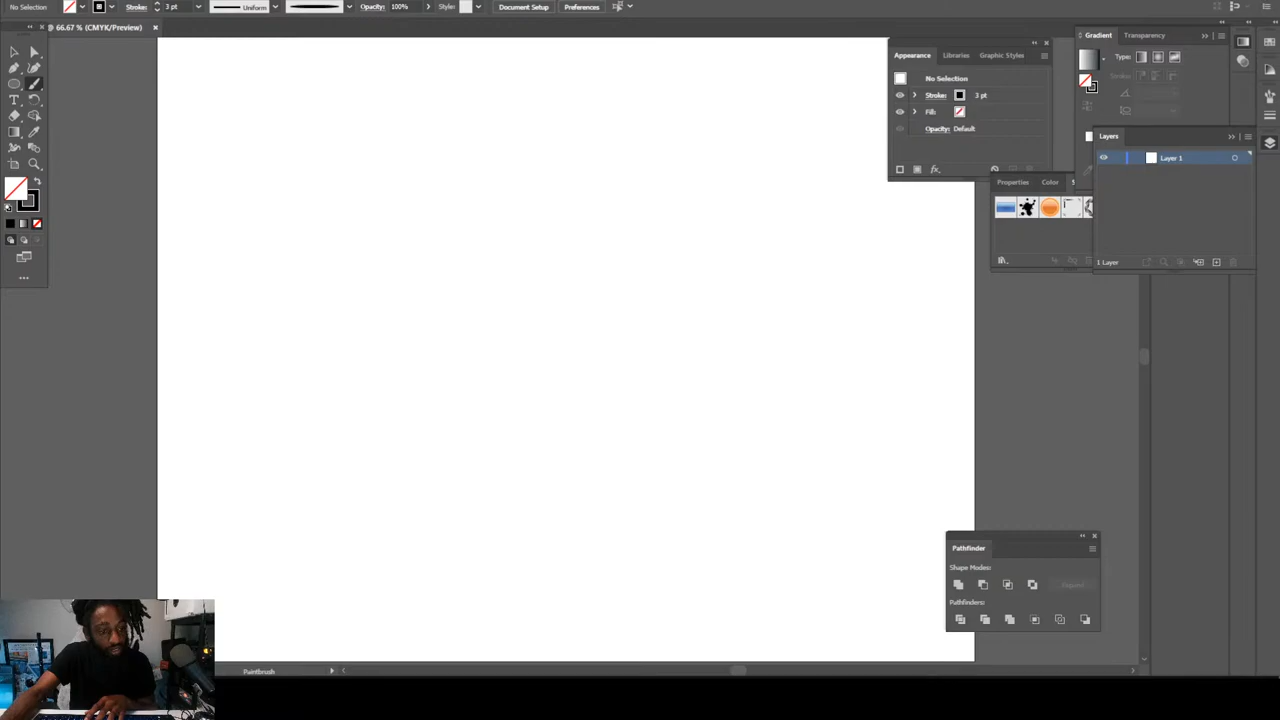 No Selection Stroke: 3 pt Uniform Opacity: 100% Style: Document Setup Preferences
66.67 % (CMYK/Preview)
Appearance Libraries Graphic Styles
No Selection
Stroke: 3 pt
Fill:
Opacity: Default
Gradient Transparency
Type:
Stroke:
Layers
Layer 1
1 Layer
Properties Color
Pathfinder
Shape Modes:
Expand
Pathfinders:
Paintbrush